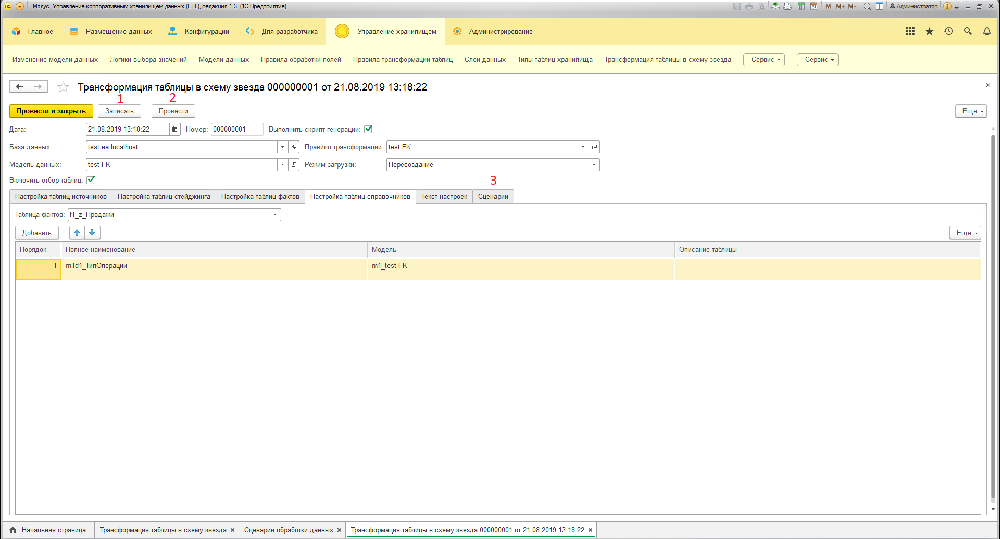 Модус. Управление корпоративным хранилищем данных (ETL), редакция 1.3 (1С:Предприятие)
M M+ M- Администратор
Главное Размещение данных Конфигурации Для разработчика Управление хранилищем Администрирование
Изменение модели данных Логики выбора значений Модели данных Правила обработки полей Правила трансформации таблиц Слои данных Типы таблиц хранилища Трансформация таблицы в схему звезда Сервис Сервис
Трансформация таблицы в схему звезда 000000001 от 21.08.2019 13:18:22
1 2
Провести и закрыть Записать Провести Еще
Дата: 21.08.2019 13:18:22 Номер: 000000001 Выполнить скрипт генерации:
База данных: test на localhost Правило трансформации: test FK
Модель данных: test FK Режим загрузки: Пересоздание
Включить отбор таблиц: 3
Настройка таблиц источников Настройка таблиц стейджинга Настройка таблиц фактов Настройка таблиц справочников Текст настроек Сценарии
Таблица фактов: f1_z_Продажи
Добавить Еще
Порядок Полное наименование Модель Описание таблицы
1 m1d1_ТипОперации m1_test FK
Начальная страница Трансформация таблицы в схему звезда Сценарии обработки данных Трансформация таблицы в схему звезда 000000001 от 21.08.2019 13:18:22